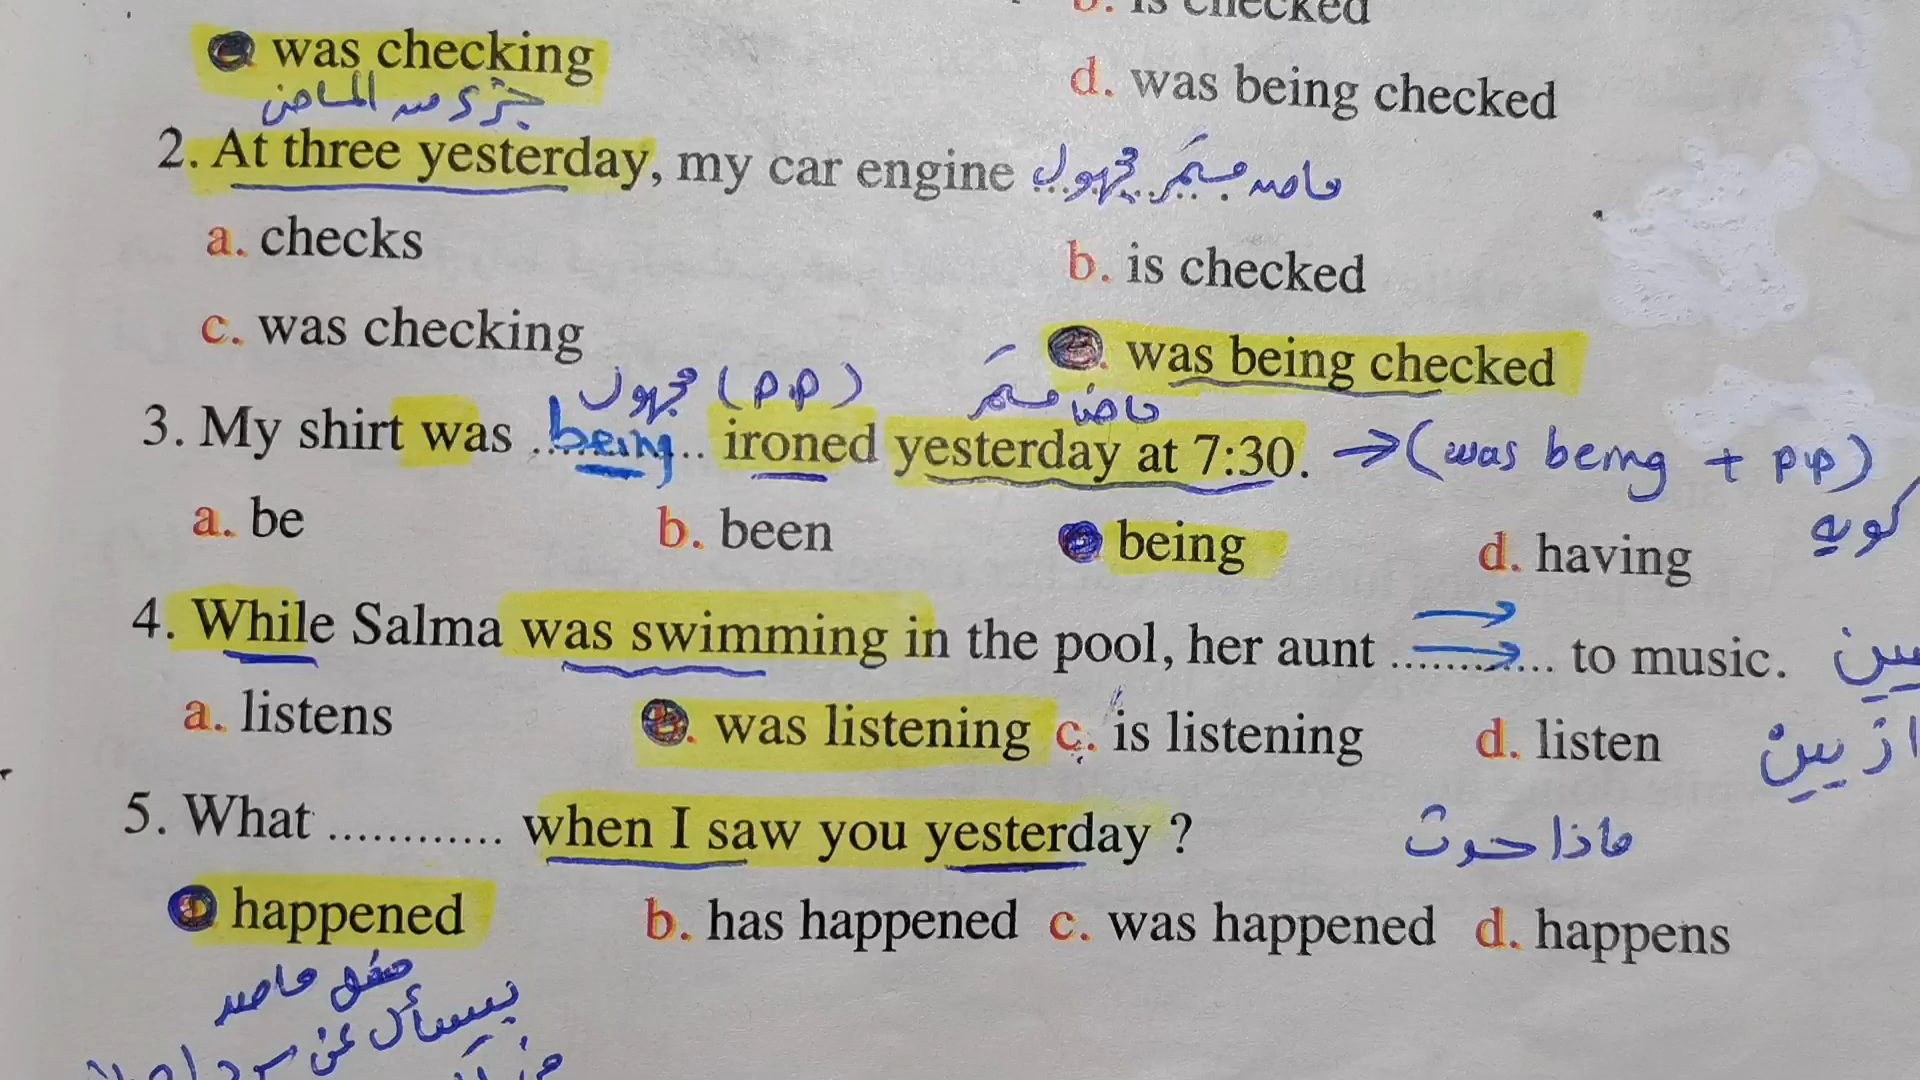 was checking
d. was being checked
جزء من الماضي
2. At three yesterday, my car engine ماضي مستمر مجهول
a. checks b. is checked
c. was checking was being checked
مجهول (pp) ماضي مستمر
3. My shirt was being ironed yesterday at 7:30. → (was being + pp)
a. be b. been being d. having
4. While Salma was swimming in the pool, her aunt ............ to music.
a. listens b. was listening c. is listening d. listen
5. What ............ when I saw you yesterday ? ماذا حدث
a happened b. has happened c. was happened d. happens
فعل ماضي
يسأل عن